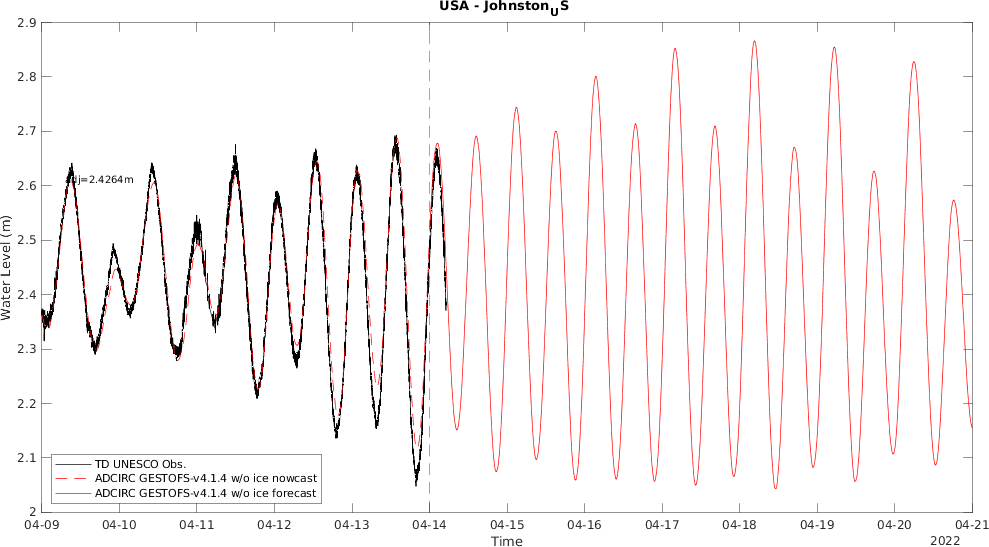 USA - Johnston_US
2.9
2.8
2.7
2.6
2.5
2.4
2.3
2.2
2.1
2
Water Level (m)
dj=2.4264m
TD UNESCO Obs.
ADCIRC GESTOFS-v4.1.4 w/o ice nowcast
ADCIRC GESTOFS-v4.1.4 w/o ice forecast
04-09 04-10 04-11 04-12 04-13 04-14 04-15 04-16 04-17 04-18 04-19 04-20 04-21
Time
2022